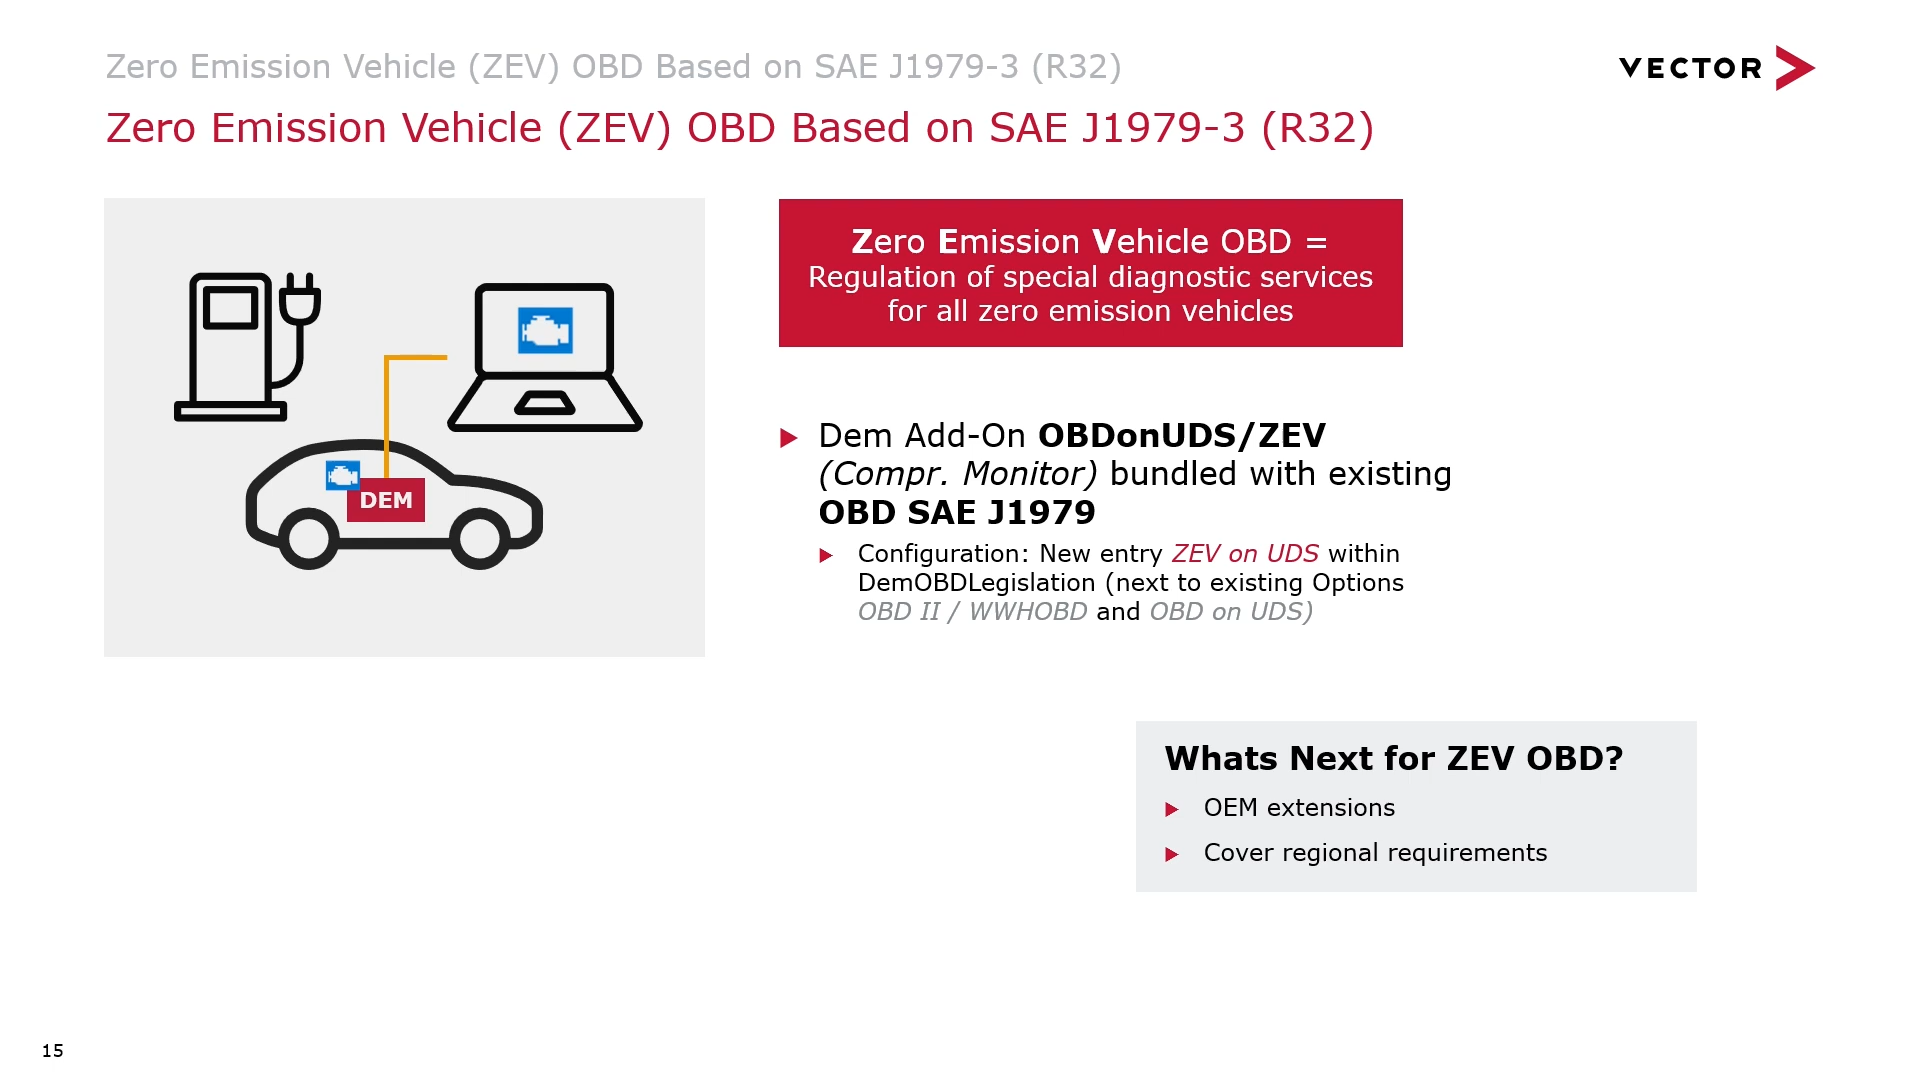 Zero Emission Vehicle (ZEV) OBD Based on SAE J1979-3 (R32)
VECTOR
Zero Emission Vehicle (ZEV) OBD Based on SAE J1979-3 (R32)
DEM
Zero Emission Vehicle OBD =
Regulation of special diagnostic services
for all zero emission vehicles
Dem Add-On OBDonUDS/ZEV
(Compr. Monitor) bundled with existing
OBD SAE J1979
Configuration: New entry ZEV on UDS within
DemOBDLegislation (next to existing Options
OBD II / WWHOBD and OBD on UDS)
Whats Next for ZEV OBD?
OEM extensions
Cover regional requirements
15